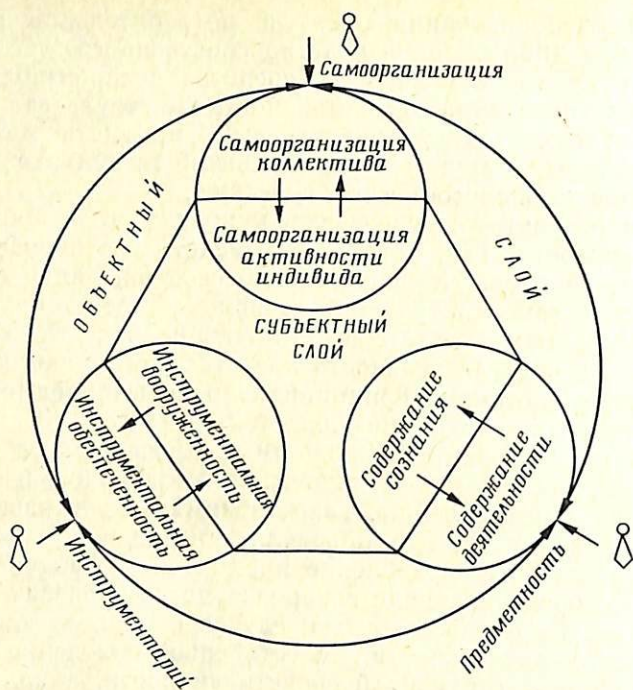 Самоорганизация
Самоорганизация
коллектива
Самоорганизация
активности
индивида
ОБЪЕКТНЫЙ
СЛОЙ
СУБЪЕКТНЫЙ
СЛОЙ
Инструментальная
вооруженность
Инструментальная
обеспеченность
Содержание
сознания
Содержание
деятельности.
Инструментарий
Предметность